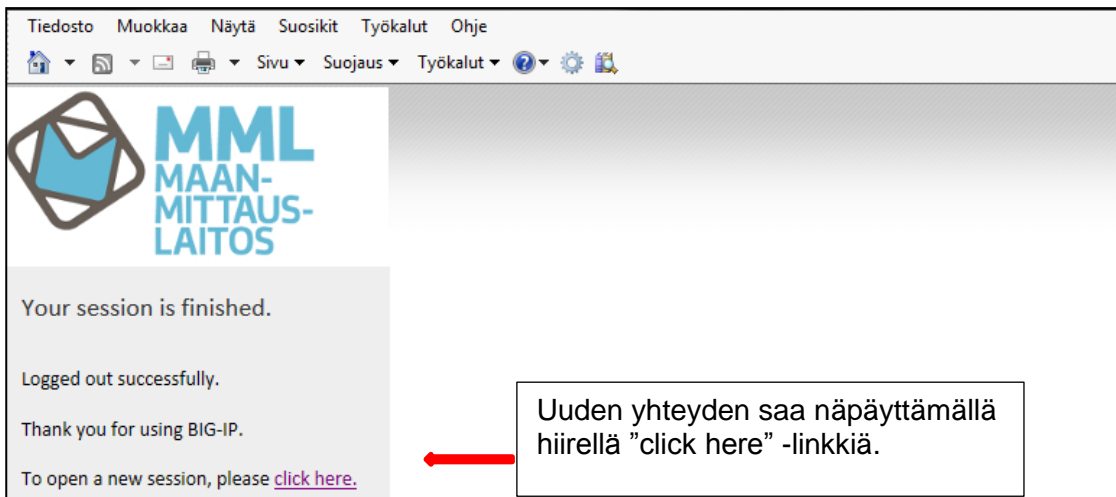 Tiedosto Muokkaa Näytä Suosikit Työkalut Ohje
Sivu Suojaus Työkalut
MML
MAAN-
MITTAUS-
LAITOS
Your session is finished.
Logged out successfully.
Thank you for using BIG-IP.
To open a new session, please click here.
Uuden yhteyden saa näpäyttämällä
hiirellä ”click here” -linkkiä.